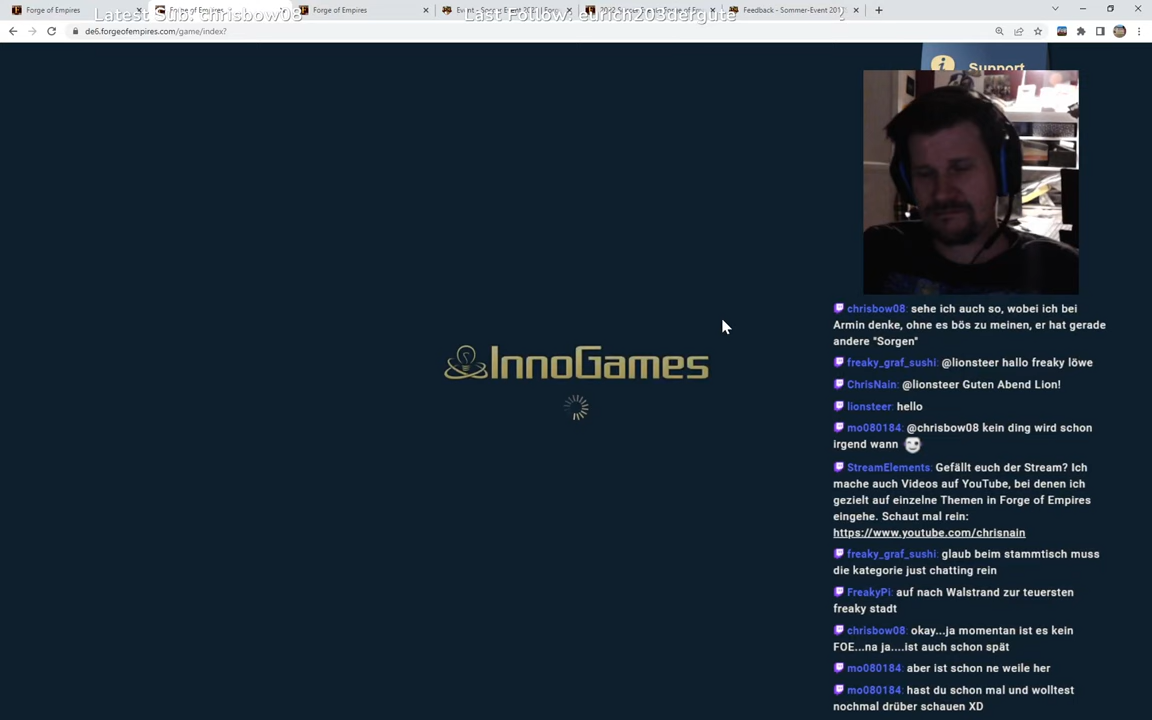 Forge of Empires
Forge of Empires
Forge of Empires
Feedback - Sommer-Event 201
Latest Sub: chrisbow08
Last Follow: eurich203dergute
de6.forgeofempires.com/game/index?
Support
InnoGames
chrisbow08: sehe ich auch so, wobei ich bei
Armin denke, ohne es bös zu meinen, er hat gerade
andere "Sorgen"
freaky_graf_sushi: @lionsteer hallo freaky löwe
ChrisNain: @lionsteer Guten Abend Lion!
lionsteer: hello
mo080184: @chrisbow08 kein ding wird schon
irgend wann
StreamElements: Gefällt euch der Stream? Ich
mache auch Videos auf YouTube, bei denen ich
gezielt auf einzelne Themen in Forge of Empires
eingehe. Schaut mal rein:
https://www.youtube.com/chrisnain
freaky_graf_sushi: glaub beim stammtisch muss
die kategorie just chatting rein
FreakyPi: auf nach Walstrand zur teuersten
freaky stadt
chrisbow08: okay...ja momentan ist es kein
FOE...na ja....ist auch schon spät
mo080184: aber ist schon ne weile her
mo080184: hast du schon mal und wolltest
nochmal drüber schauen XD